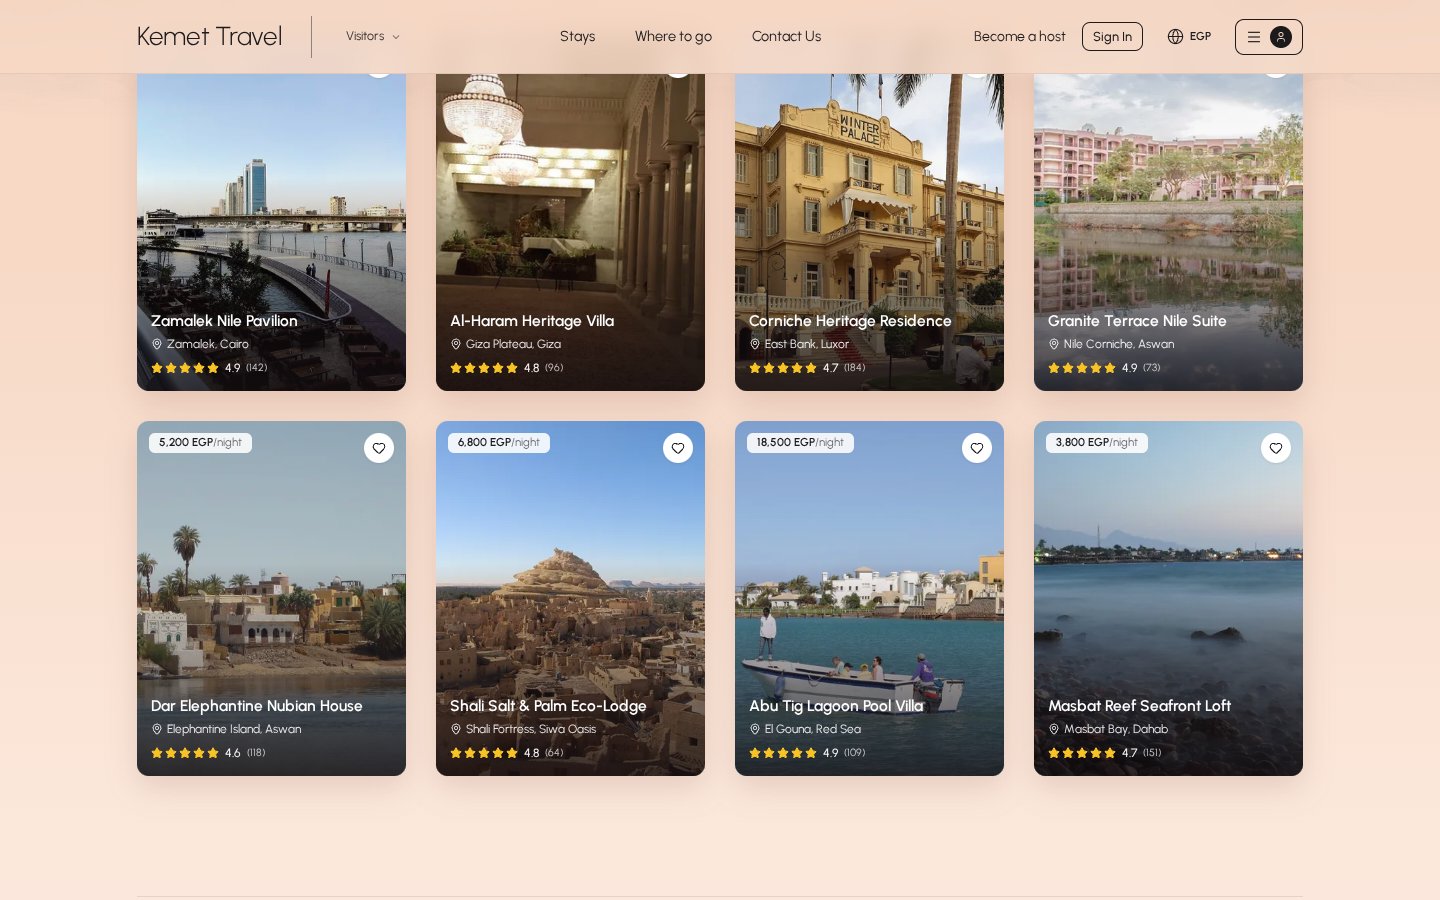 Kemet Travel
Visitors
Stays
Where to go
Contact Us
Become a host
Sign In
EGP
Zamalek Nile Pavilion
Zamalek, Cairo
4.9 (142)
WINTER
PALACE
Al-Haram Heritage Villa
Giza Plateau, Giza
4.8 (96)
Corniche Heritage Residence
East Bank, Luxor
4.7 (184)
Granite Terrace Nile Suite
Nile Corniche, Aswan
4.9 (73)
5,200 EGP/night
Dar Elephantine Nubian House
Elephantine Island, Aswan
4.6 (118)
6,800 EGP/night
Shali Salt & Palm Eco-Lodge
Shali Fortress, Siwa Oasis
4.8 (64)
18,500 EGP/night
Abu Tig Lagoon Pool Villa
El Gouna, Red Sea
4.9 (109)
3,800 EGP/night
Masbat Reef Seafront Loft
Masbat Bay, Dahab
4.7 (151)